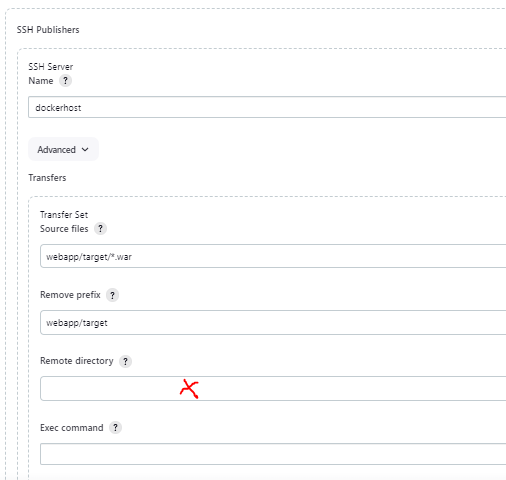 SSH Publishers
SSH Server
Name ?
dockerhost
Advanced
Transfers
Transfer Set
Source files ?
webapp/target/*.war
Remove prefix ?
webapp/target
Remote directory ?
Exec command ?